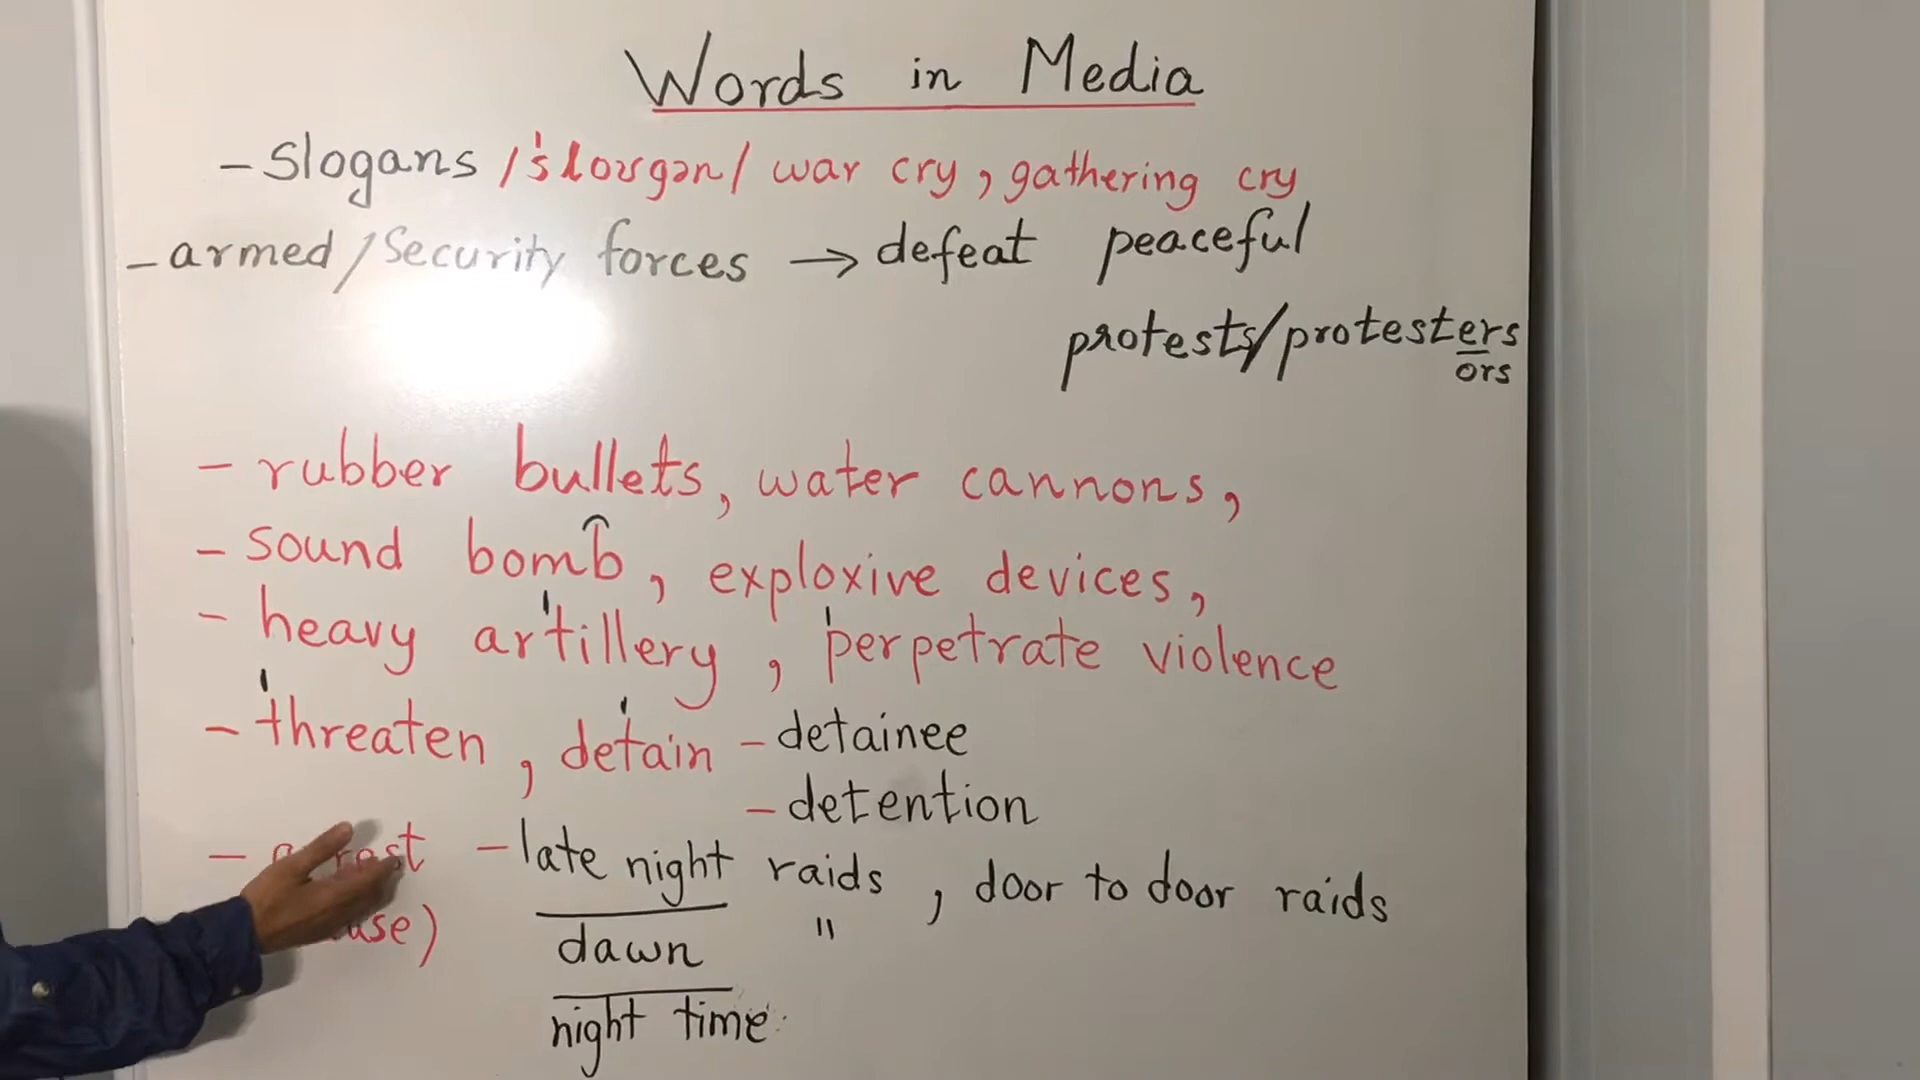 Words in Media
- Slogans /'sloʊgən/ war cry, gathering cry
- armed/Security forces → defeat peaceful
protests/protesters
ors
- rubber bullets, water cannons,
- sound bomb, exploxive devices,
- heavy artillery, perpetrate violence
- threaten, detain - detainee
- detention
- late night raids, door to door raids
dawn "
night time